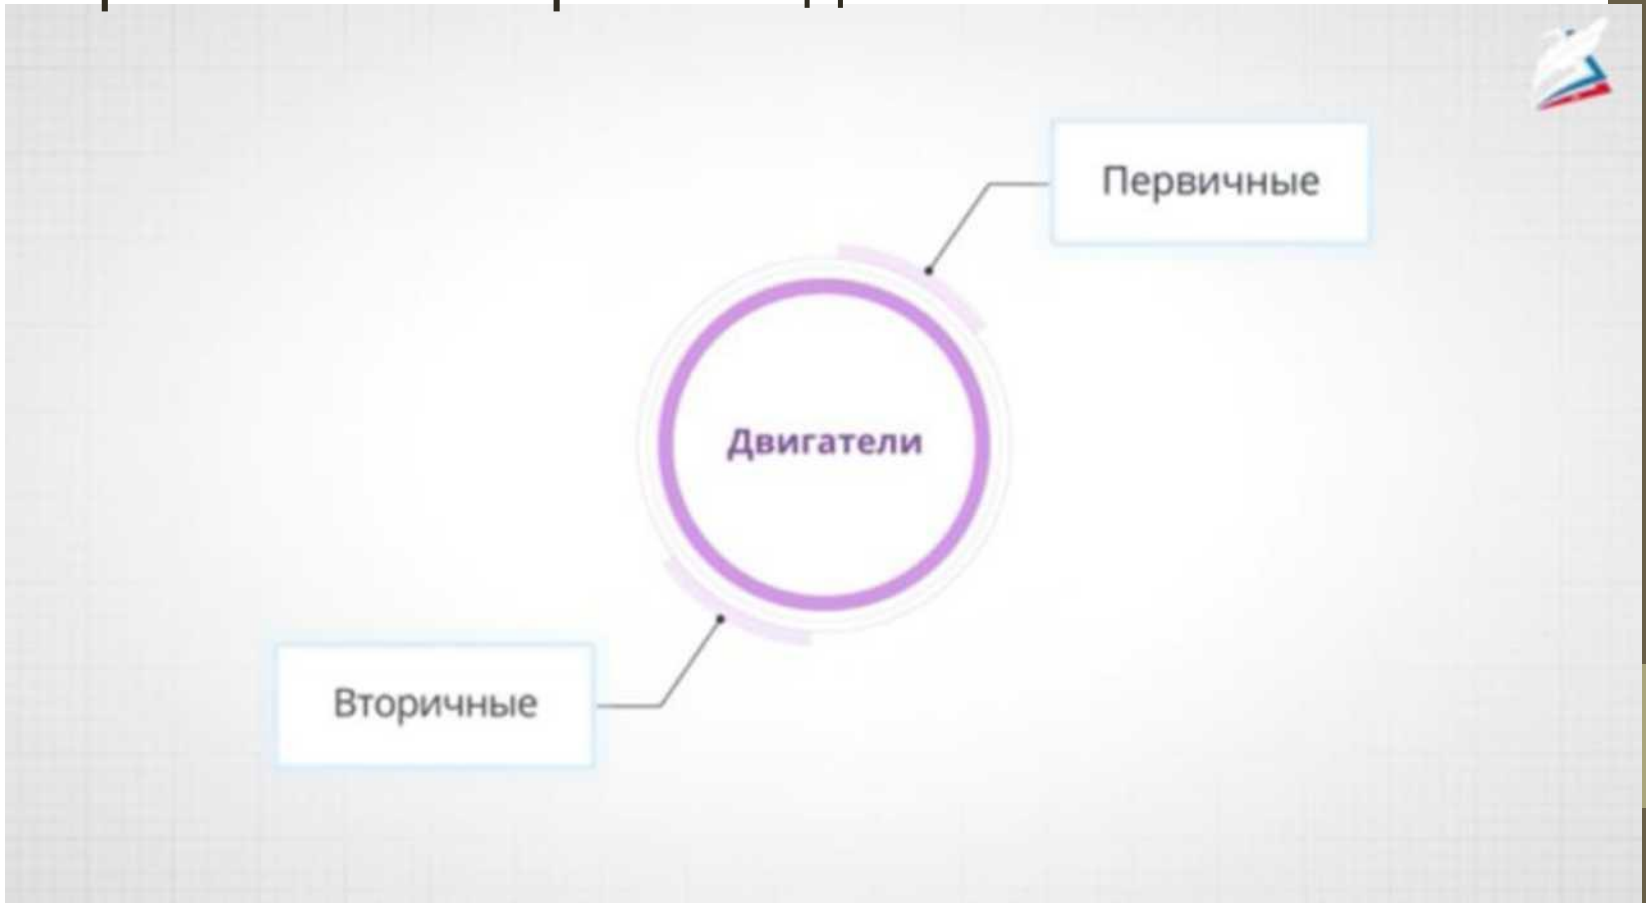 Первичные
Двигатели
Вторичные